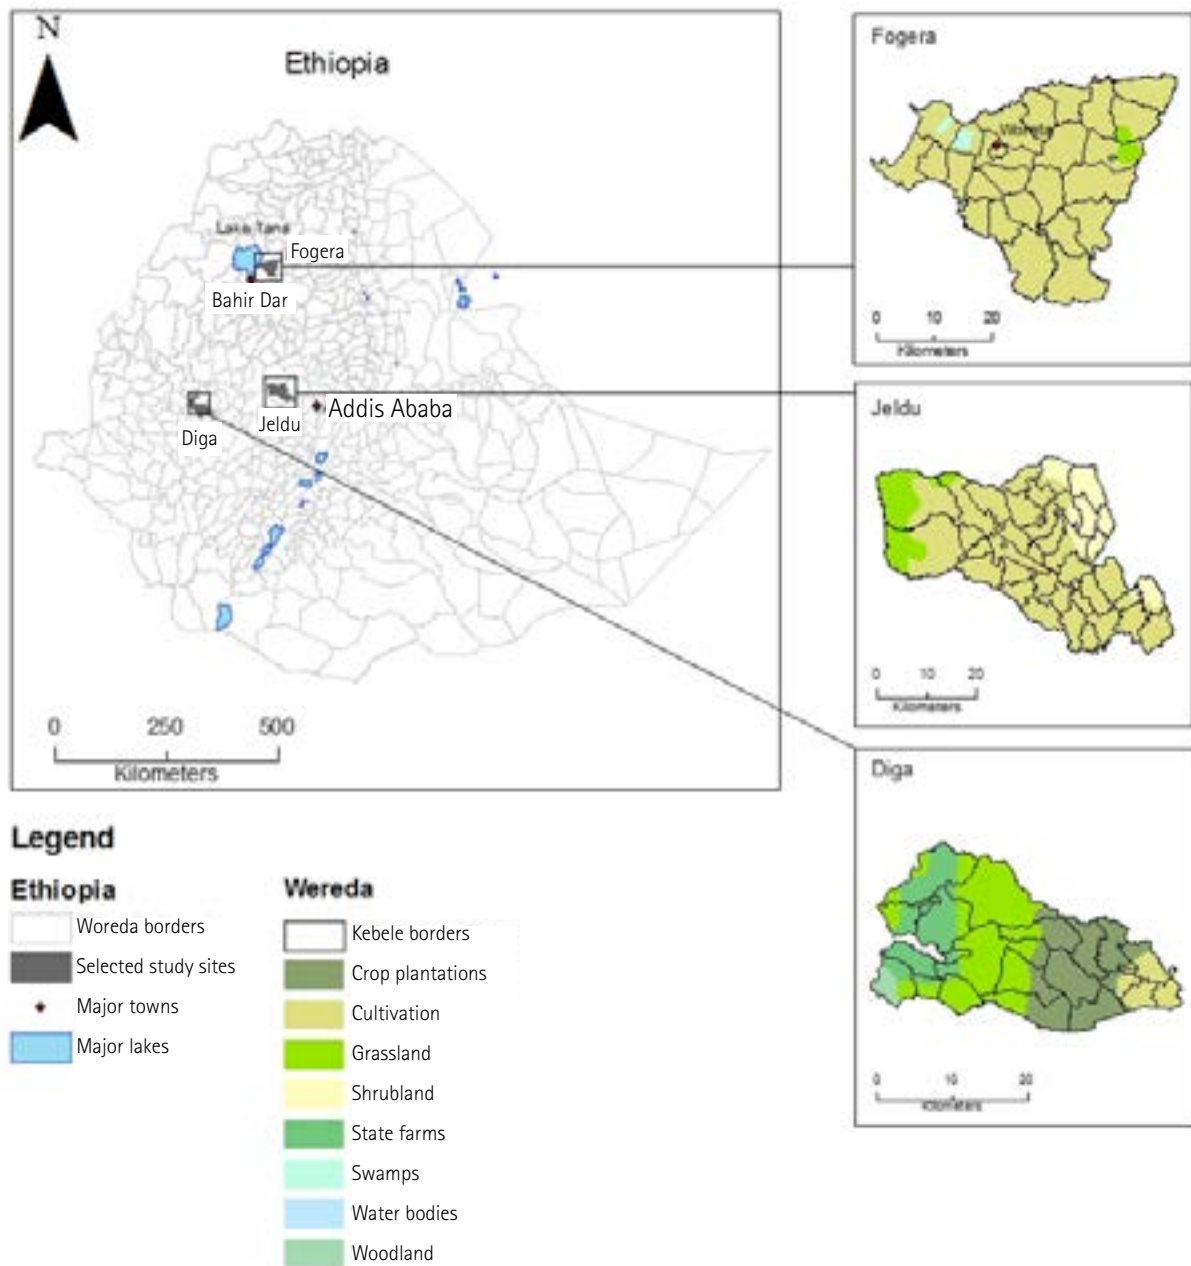 N
Ethiopia
Lake Tana
Fogera
Bahir Dar
Diga
Jeldu
Addis Ababa
0 250 500
Kilometers
Fogera
Woreta
0 10 20
Kilometers
Jeldu
0 10 20
Kilometers
Diga
0 10 20
Kilometers
Legend
Ethiopia
Woreda borders
Selected study sites
Major towns
Major lakes
Wereda
Kebele borders
Crop plantations
Cultivation
Grassland
Shrubland
State farms
Swamps
Water bodies
Woodland